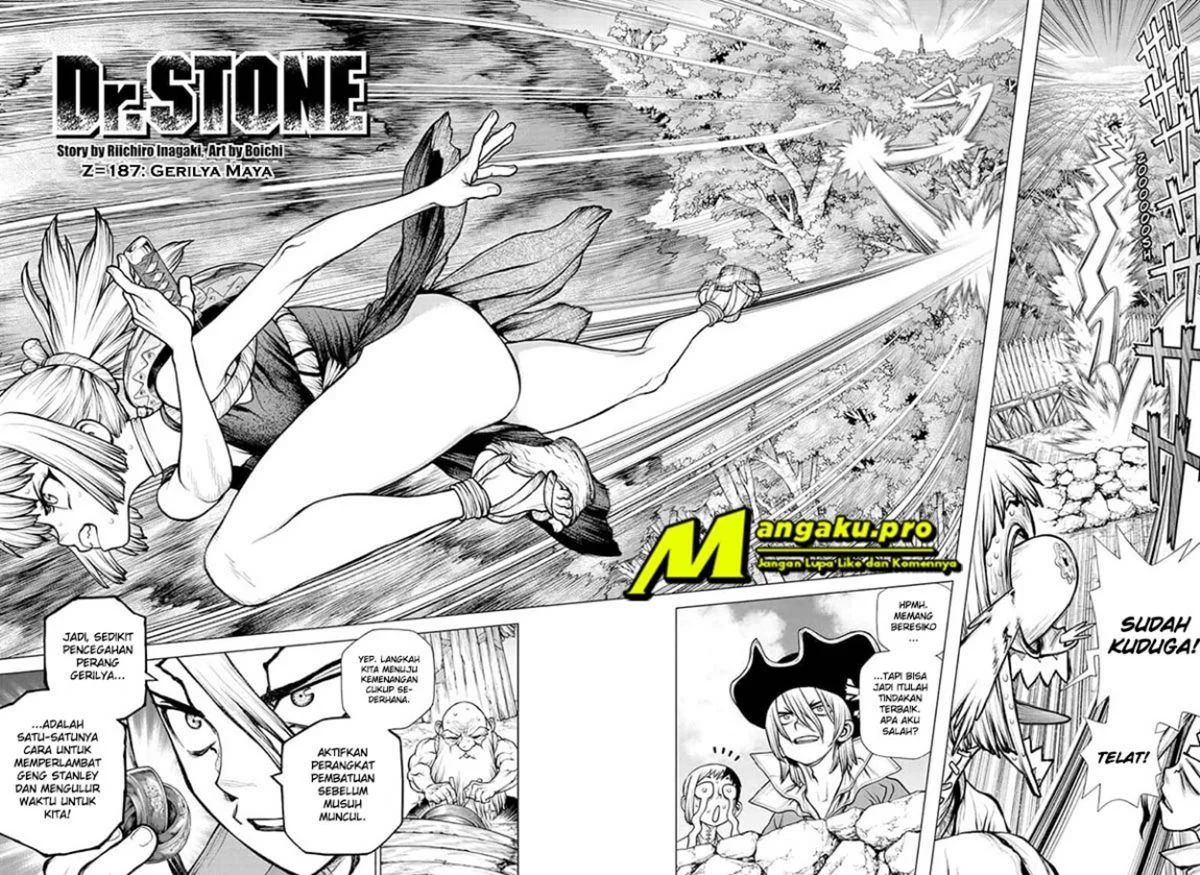 Dr.STONE
Story by Riichiro Inagaki, Art by Boichi
Z=187: GERILYA MAYA
ZOOOOOOSH
SUDAH
KUDUGA!
TELAT!
Mangaku.pro
Jangan Lupa Like dan Komennya
HPMH.
MEMANG
BERESIKO
...
...TAPI BISA
JADI ITULAH
TINDAKAN
TERBAIK.
APA AKU
SALAH?
YEP. LANGKAH
KITA MENUJU
KEMENANGAN
CUKUP SE-
DERHANA.
AKTIFKAN
PERANGKAT
PEMBATUAN
SEBELUM
MUSUH
MUNCUL.
JADI, SEDIKIT
PENCEGAHAN
PERANG
GERILYA...
...ADALAH
SATU-SATUNYA
CARA UNTUK
MEMPERLAMBAT
GENG STANLEY
DAN MENGULUR
WAKTU UNTUK
KITA!